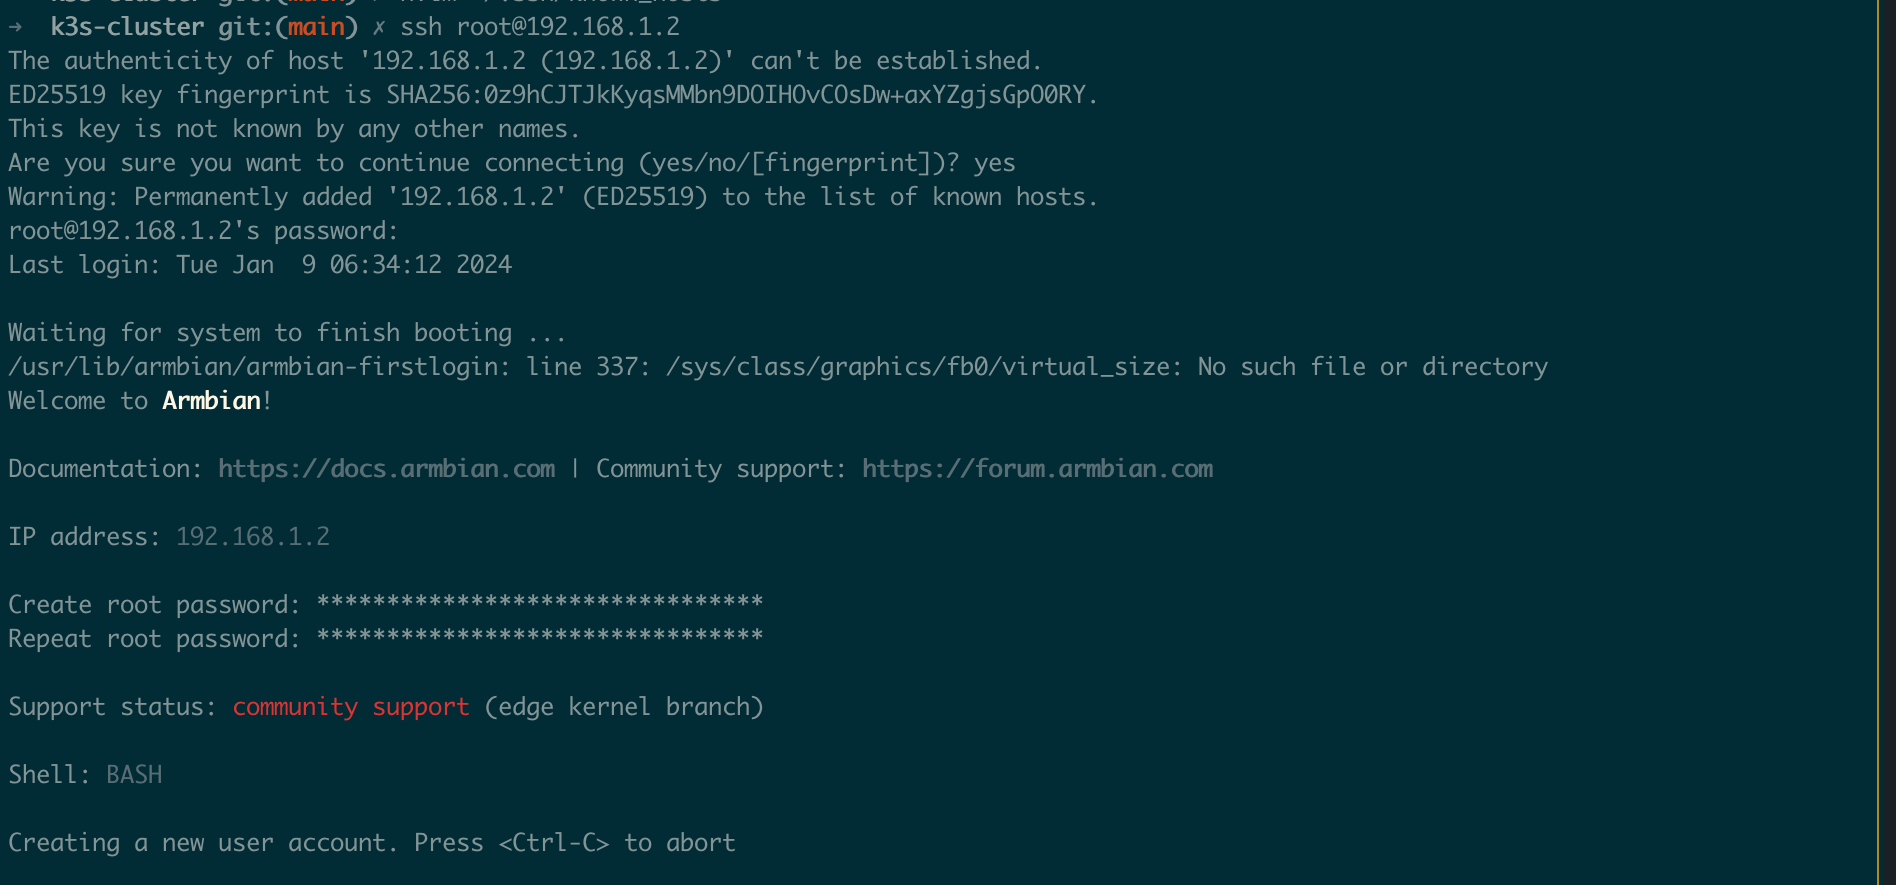 → k3s-cluster git:(main) ✗ ssh root@192.168.1.2
The authenticity of host '192.168.1.2 (192.168.1.2)' can't be established.
ED25519 key fingerprint is SHA256:0z9hCJTJkKyqsMMbn9DOIHOvCOsDw+axYZgjsGpO0RY.
This key is not known by any other names.
Are you sure you want to continue connecting (yes/no/[fingerprint])? yes
Warning: Permanently added '192.168.1.2' (ED25519) to the list of known hosts.
root@192.168.1.2's password:
Last login: Tue Jan  9 06:34:12 2024
Waiting for system to finish booting ...
/usr/lib/armbian/armbian-firstlogin: line 337: /sys/class/graphics/fb0/virtual_size: No such file or directory
Welcome to Armbian!
Documentation: https://docs.armbian.com | Community support: https://forum.armbian.com
IP address: 192.168.1.2
Create root password: ********************************
Repeat root password: ********************************
Support status: community support (edge kernel branch)
Shell: BASH
Creating a new user account. Press <Ctrl-C> to abort